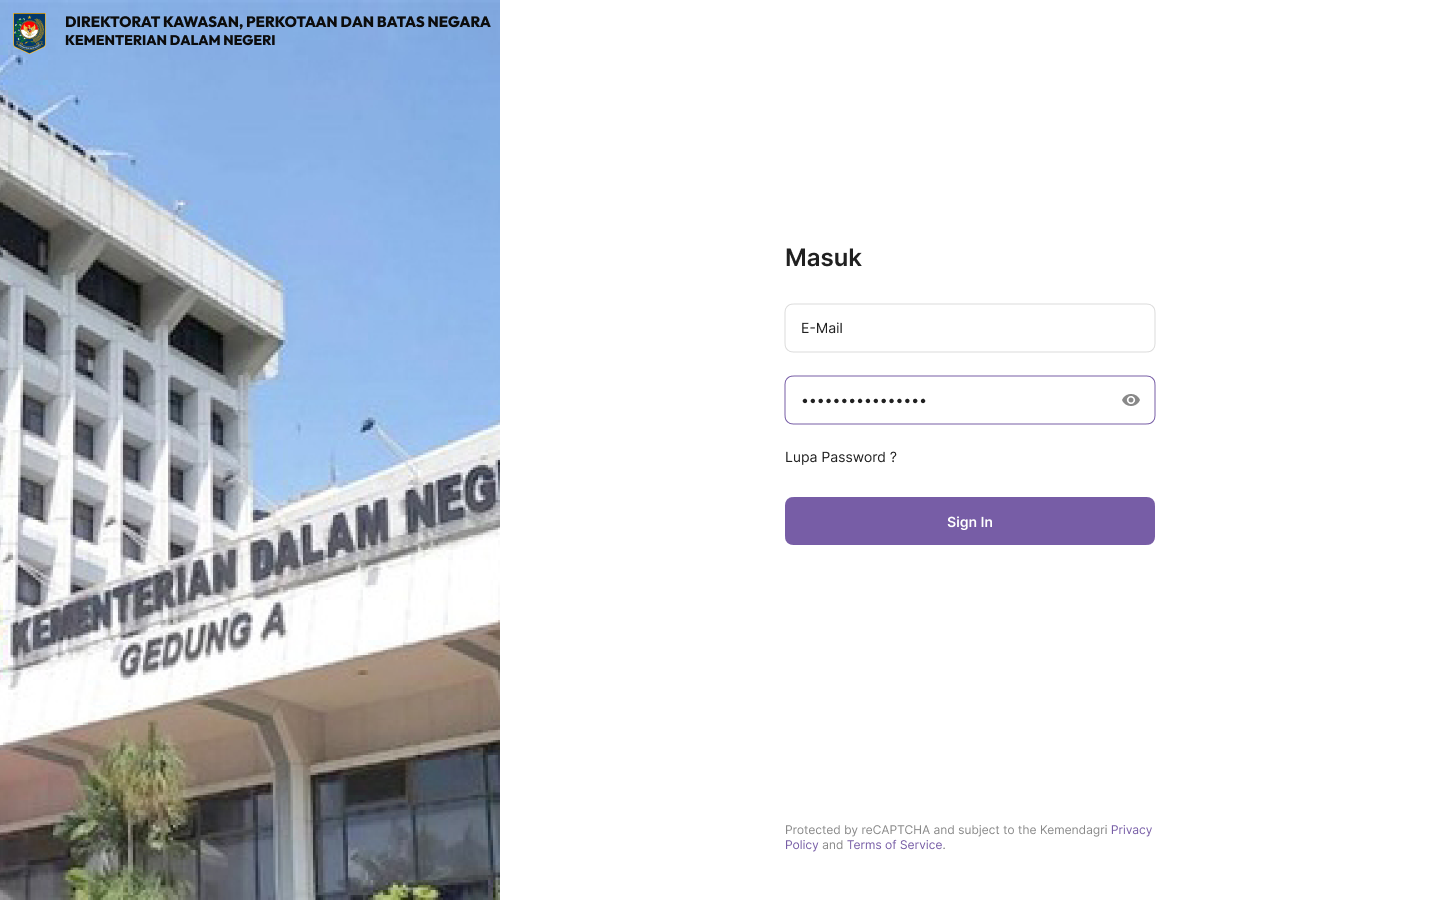 DIREKTORAT KAWASAN, PERKOTAAN DAN BATAS NEGARA
KEMENTERIAN DALAM NEGERI
KEMENTERIAN DALAM NEG
GEDUNG A
Masuk
E-Mail
••••••••••••••••
Lupa Password ?
Sign In
Protected by reCAPTCHA and subject to the Kemendagri Privacy
Policy and Terms of Service.